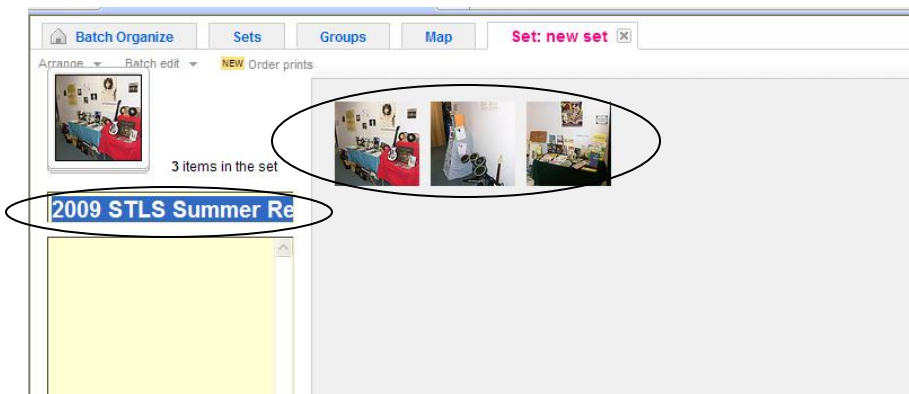 Batch Organize Sets Groups Map Set: new set
Arrange Batch edit NEW Order prints
3 items in the set
2009 STLS Summer Re